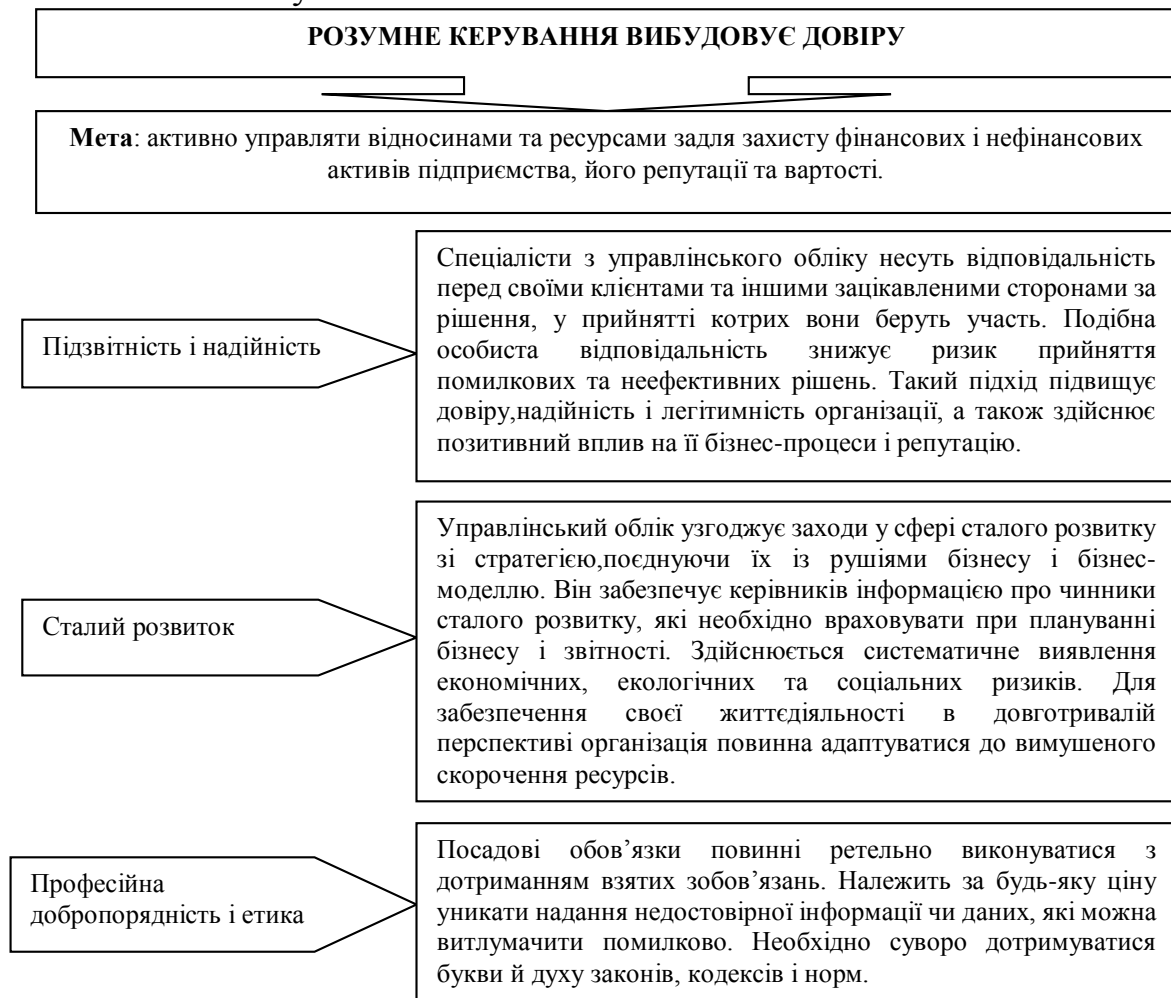 РОЗУМНЕ КЕРУВАННЯ ВИБУДОВУЄ ДОВІРУ
Мета: активно управляти відносинами та ресурсами задля захисту фінансових і нефінансових
активів підприємства, його репутації та вартості.
Підзвітність і надійність
Спеціалісти з управлінського обліку несуть відповідальність
перед своїми клієнтами та іншими зацікавленими сторонами за
рішення, у прийнятті котрих вони беруть участь. Подібна
особиста відповідальність знижує ризик прийняття
помилкових та неефективних рішень. Такий підхід підвищує
довіру,надійність і легітимність організації, а також здійснює
позитивний вплив на її бізнес-процеси і репутацію.
Сталий розвиток
Управлінський облік узгоджує заходи у сфері сталого розвитку
зі стратегією,поєднуючи їх із рушіями бізнесу і бізнес-
моделлю. Він забезпечує керівників інформацією про чинники
сталого розвитку, які необхідно враховувати при плануванні
бізнесу і звітності. Здійснюється систематичне виявлення
економічних, екологічних та соціальних ризиків. Для
забезпечення своєї життєдіяльності в довготривалій
перспективі організація повинна адаптуватися до вимушеного
скорочення ресурсів.
Професійна
добропорядність і етика
Посадові обов’язки повинні ретельно виконуватися з
дотриманням взятих зобов’язань. Належить за будь-яку ціну
уникати надання недостовірної інформації чи даних, які можна
витлумачити помилково. Необхідно суворо дотримуватися
букви й духу законів, кодексів і норм.